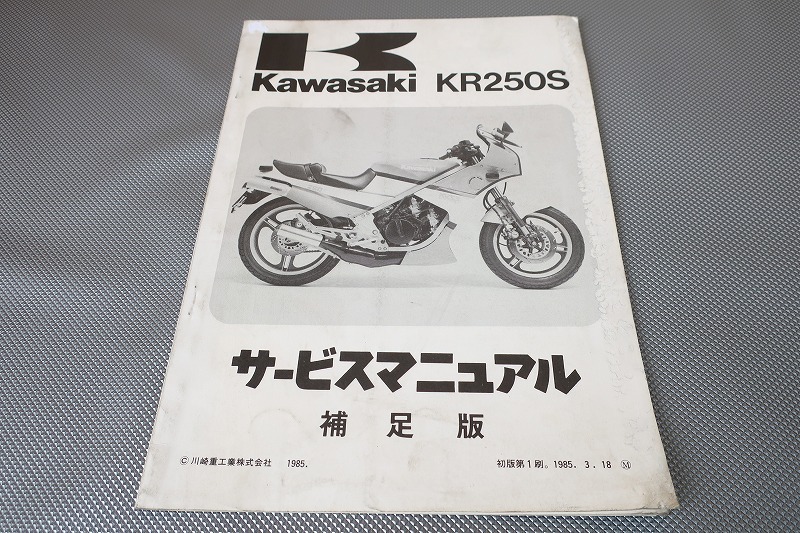 Kawasaki KR250S
サービスマニュアル
補足版
©川崎重工業株式会社 1985.
初版第1刷。1985.3.18 Ⓜ